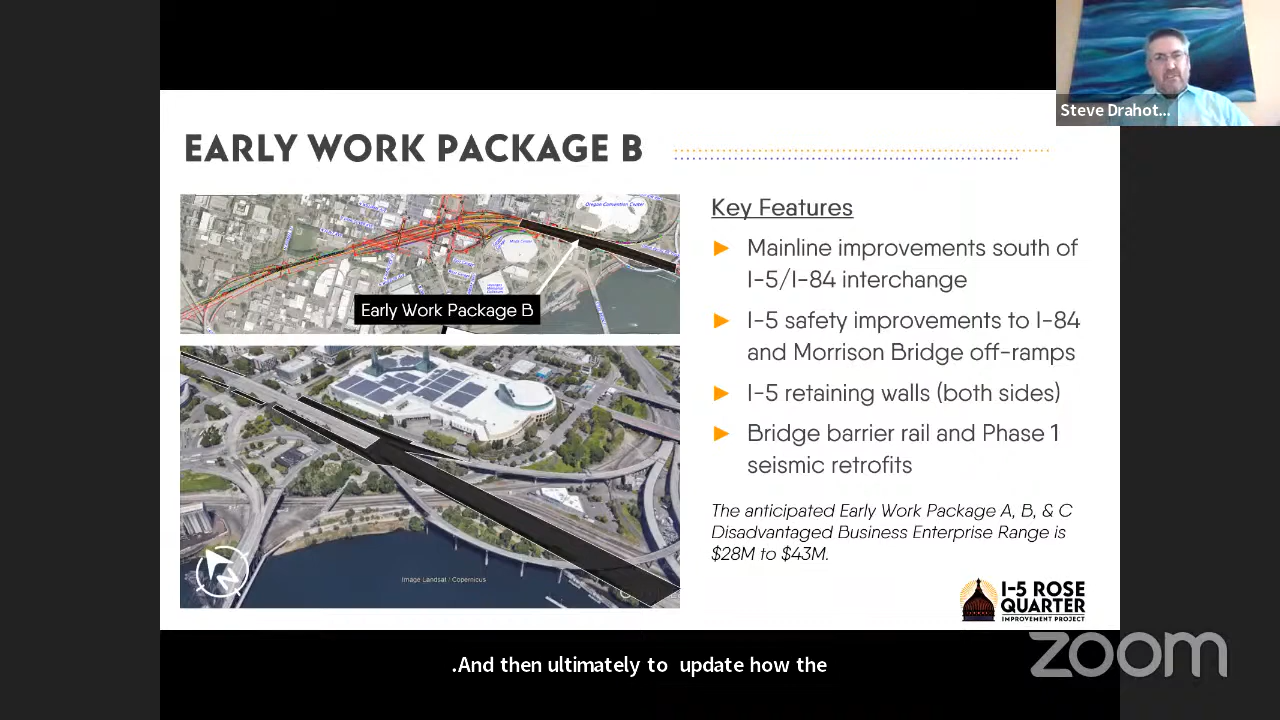 Steve Drahot...
EARLY WORK PACKAGE B
Oregon Convention Center
Early Work Package B
Image Landsat / Copernicus
N
Key Features
Mainline improvements south of
I-5/I-84 interchange
I-5 safety improvements to I-84
and Morrison Bridge off-ramps
I-5 retaining walls (both sides)
Bridge barrier rail and Phase 1
seismic retrofits
The anticipated Early Work Package A, B, & C
Disadvantaged Business Enterprise Range is
$28M to $43M.
I-5 ROSE
QUARTER
IMPROVEMENT PROJECT
.And then ultimately to update how the
zoom